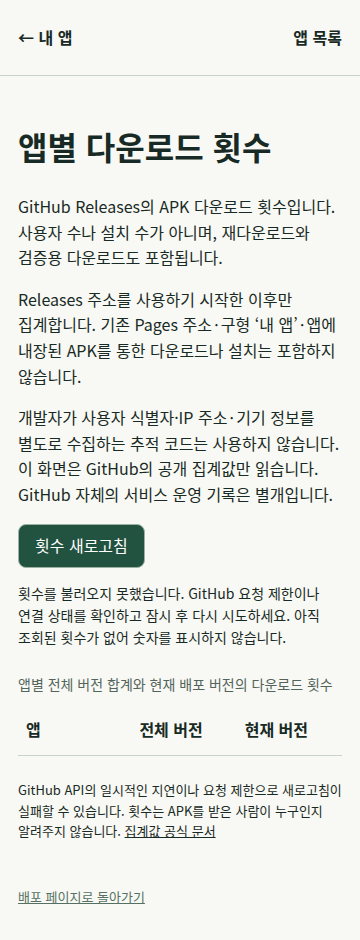 ← 내 앱
앱 목록
앱별 다운로드 횟수
GitHub Releases의 APK 다운로드 횟수입니다.
사용자 수나 설치 수가 아니며, 재다운로드와
검증용 다운로드도 포함됩니다.
Releases 주소를 사용하기 시작한 이후만
집계합니다. 기존 Pages 주소·구형 ‘내 앱’·앱에
내장된 APK를 통한 다운로드나 설치는 포함하지
않습니다.
개발자가 사용자 식별자·IP 주소·기기 정보를
별도로 수집하는 추적 코드는 사용하지 않습니다.
이 화면은 GitHub의 공개 집계값만 읽습니다.
GitHub 자체의 서비스 운영 기록은 별개입니다.
횟수 새로고침
횟수를 불러오지 못했습니다. GitHub 요청 제한이나
연결 상태를 확인하고 잠시 후 다시 시도하세요. 아직
조회된 횟수가 없어 숫자를 표시하지 않습니다.
앱별 전체 버전 합계와 현재 배포 버전의 다운로드 횟수
앱 전체 버전 현재 버전
GitHub API의 일시적인 지연이나 요청 제한으로 새로고침이
실패할 수 있습니다. 횟수는 APK를 받은 사람이 누구인지
알려주지 않습니다. 집계값 공식 문서
배포 페이지로 돌아가기